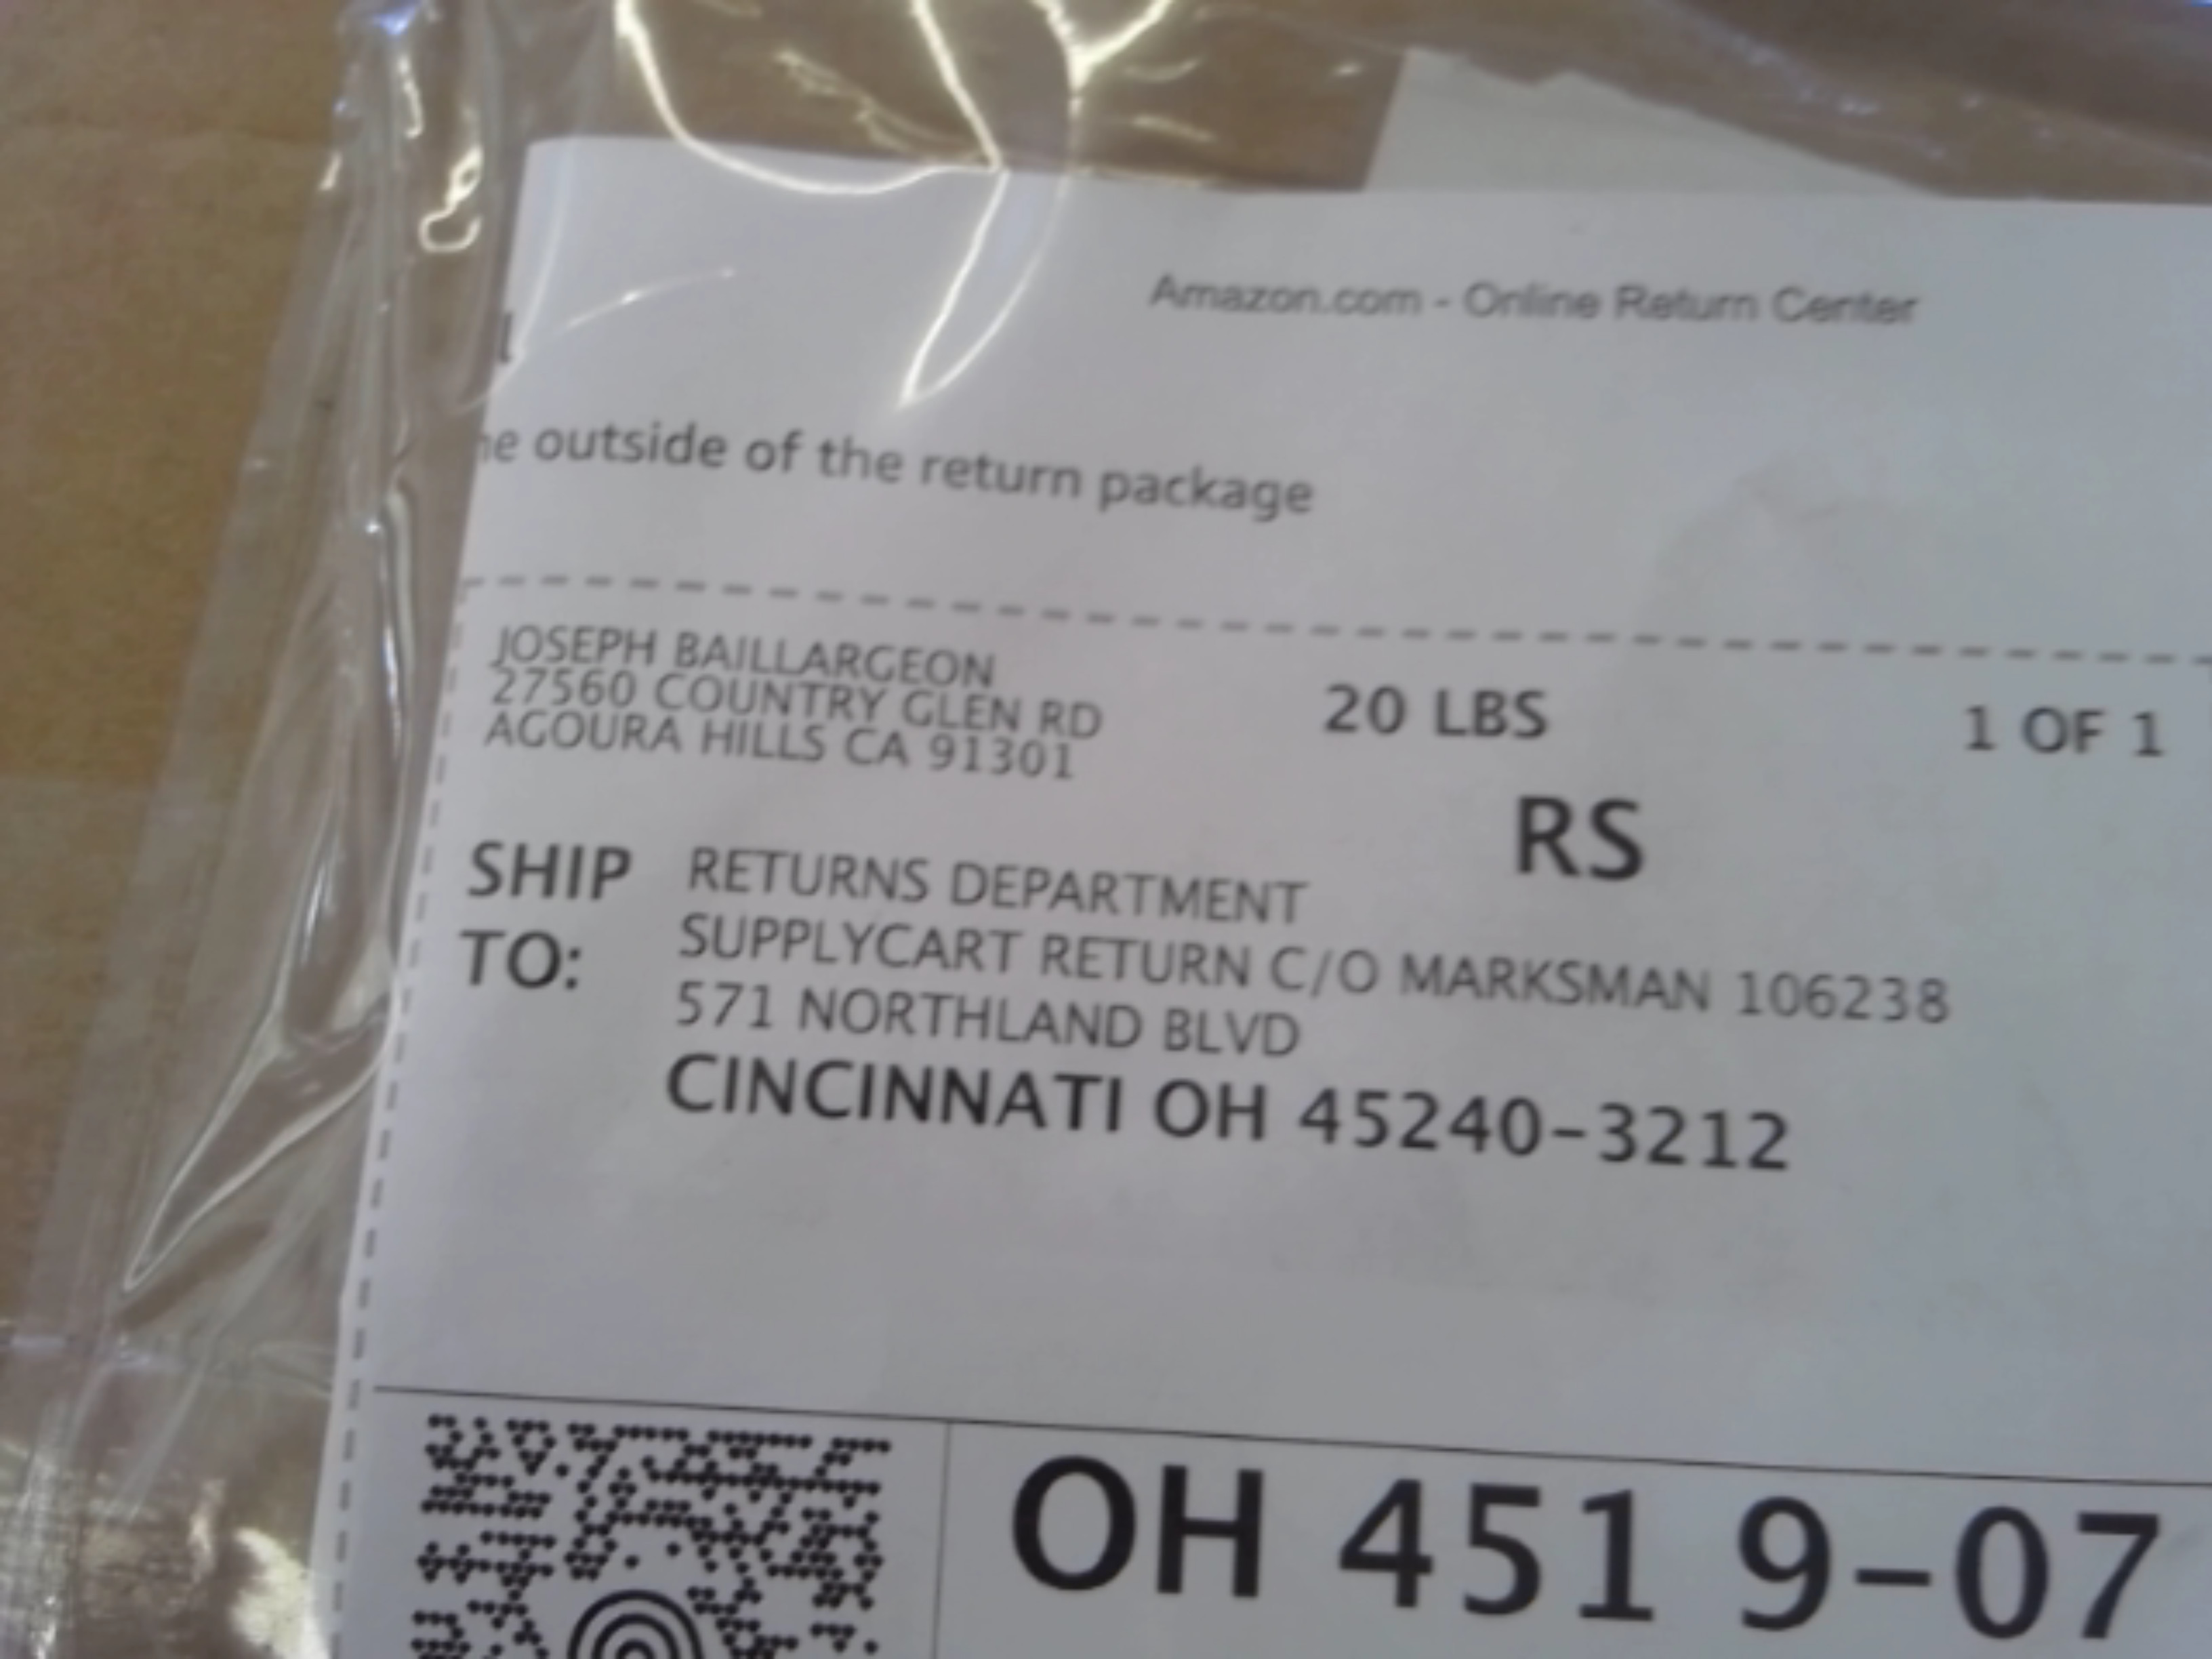 Amazon.com - Online Return Center
outside of the return package
JOSEPH BAILLARGEON
27560 COUNTRY GLEN RD
AGOURA HILLS CA 91301
20 LBS
1 OF 1
RS
SHIP TO:
RETURNS DEPARTMENT
SUPPLYCART RETURN C/O MARKSMAN 106238
571 NORTHLAND BLVD
CINCINNATI OH 45240-3212
OH 451 9-07